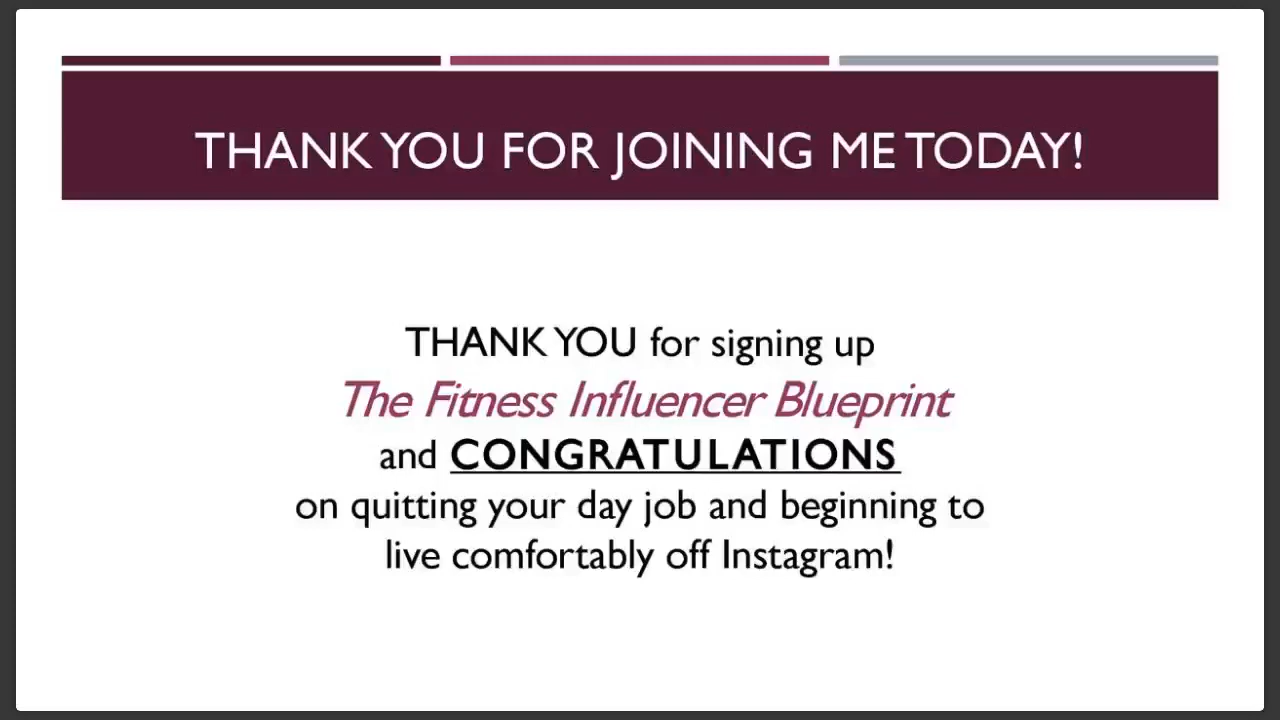 THANK YOU FOR JOINING ME TODAY!
THANK YOU for signing up
The Fitness Influencer Blueprint
and CONGRATULATIONS
on quitting your day job and beginning to
live comfortably off Instagram!